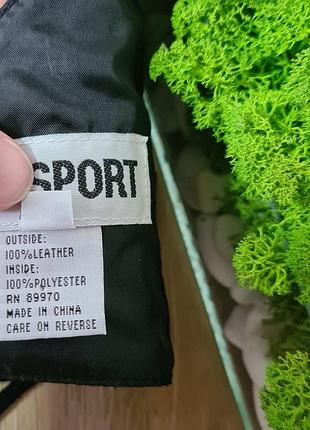 SPORT
OUTSIDE:
100%LEATHER
INSIDE:
100%POLYESTER
RN 89970
MADE IN CHINA
CARE ON REVERSE